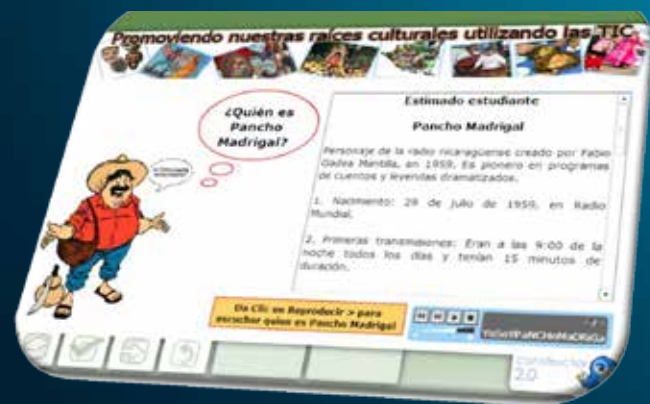 Promoviendo nuestras raíces culturales utilizando las TIC
¿Quién es
Pancho
Madrigal?
Estimado estudiante
Pancho Madrigal
Personaje de la radio nicaragüense creado por Fabio
Gadea Mantilla, en 1959. Es pionero en programas
de cuentos y leyendas dramatizados.
1. Nacimiento: 28 de julio de 1959, en Radio
Mundial.
2. Primeras transmisiones: Eran a las 9:00 de la
noche todos los días y tenían 15 minutos de
duración.
Da Clic en Reproducir > para
escuchar quien es Pancho Madrigal
constructor
2.0